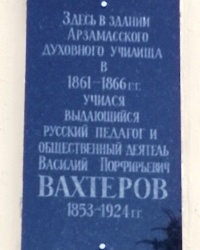 Здесь в здании
Арзамасского
духовного училища
в
1861-1866 г.г.
учился
выдающийся
русский педагог и
общественный деятель
Василий Порфирьевич
ВАХТЕРОВ
1853-1924 г.г.